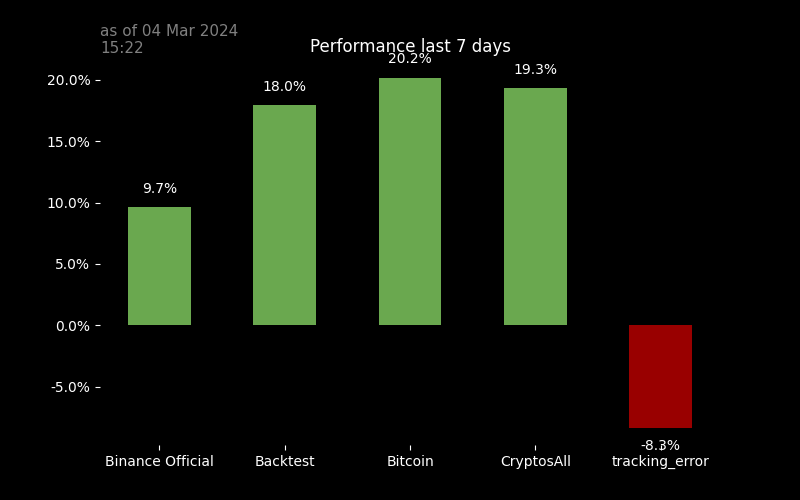 as of 04 Mar 2024
15:22
Performance last 7 days
20.2%
19.3%
18.0%
9.7%
-8.3%
20.0%
15.0%
10.0%
5.0%
0.0%
-5.0%
Binance Official
Backtest
Bitcoin
CryptosAll
tracking_error